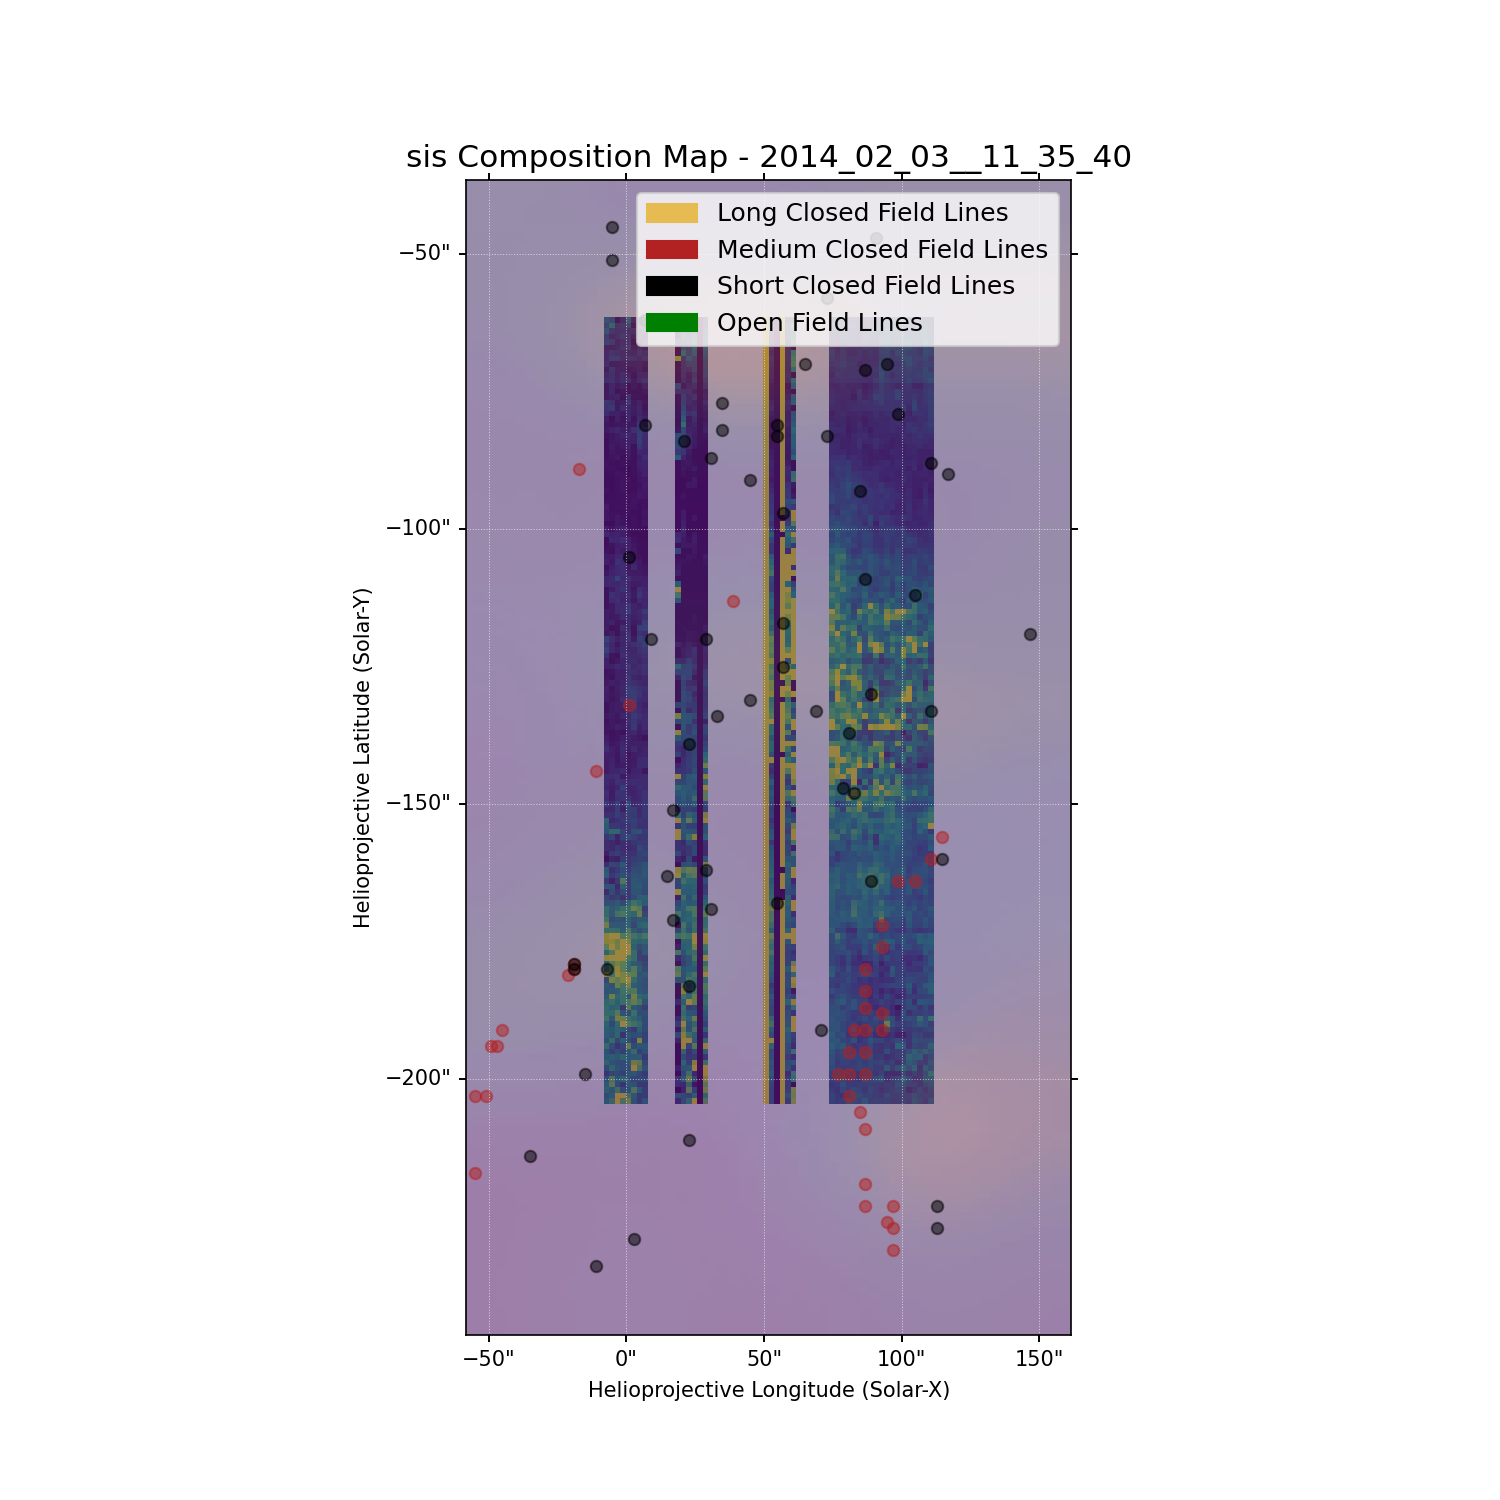 sis Composition Map - 2014_02_03__11_35_40
Long Closed Field Lines
Medium Closed Field Lines
Short Closed Field Lines
Open Field Lines
−50"
−100"
−150"
−200"
Helioprojective Latitude (Solar-Y)
−50" 0" 50" 100" 150"
Helioprojective Longitude (Solar-X)